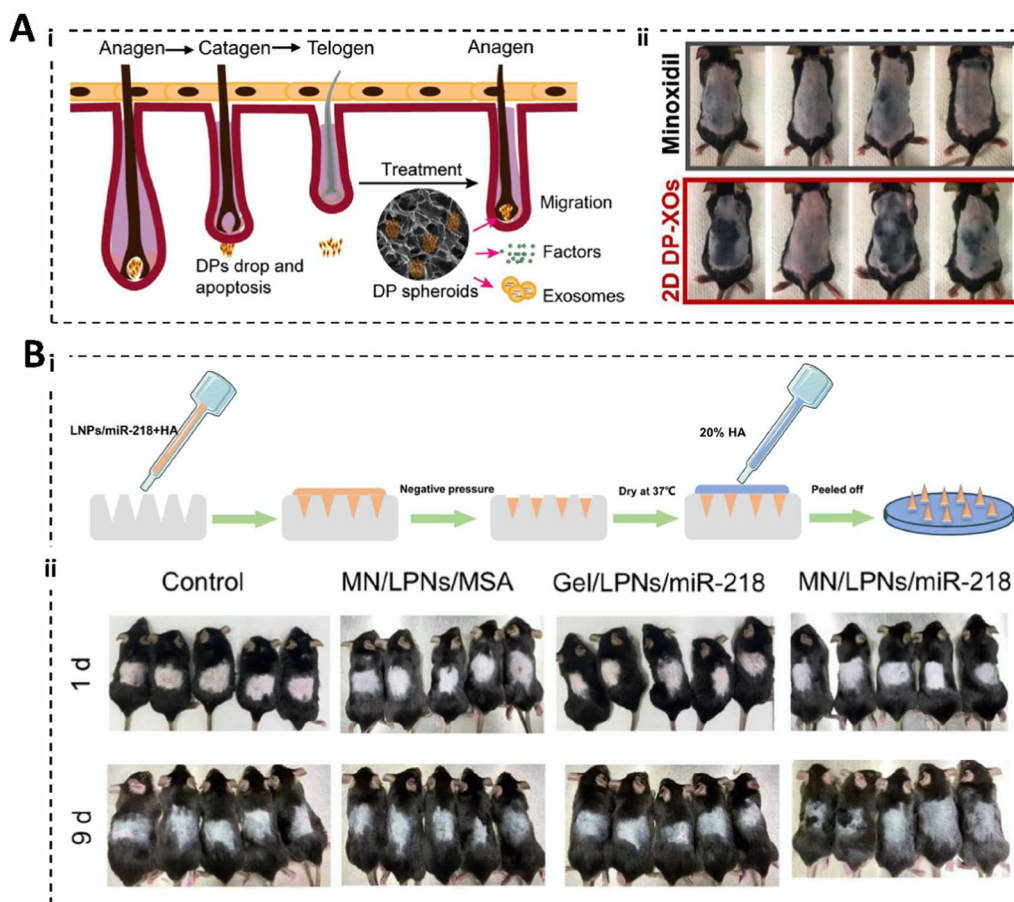 A
i
Anagen
Catagen
Telogen
Anagen
Treatment
Migration
Factors
Exosomes
DPs drop and
apoptosis
DP spheroids
ii
Minoxidil
2D DP-XOs
B
i
LNPs/miR-218+HA
Negative pressure
Dry at 37℃
20% HA
Peeled off
ii
Control
MN/LPNs/MSA
Gel/LPNs/miR-218
MN/LPNs/miR-218
1 d
9 d